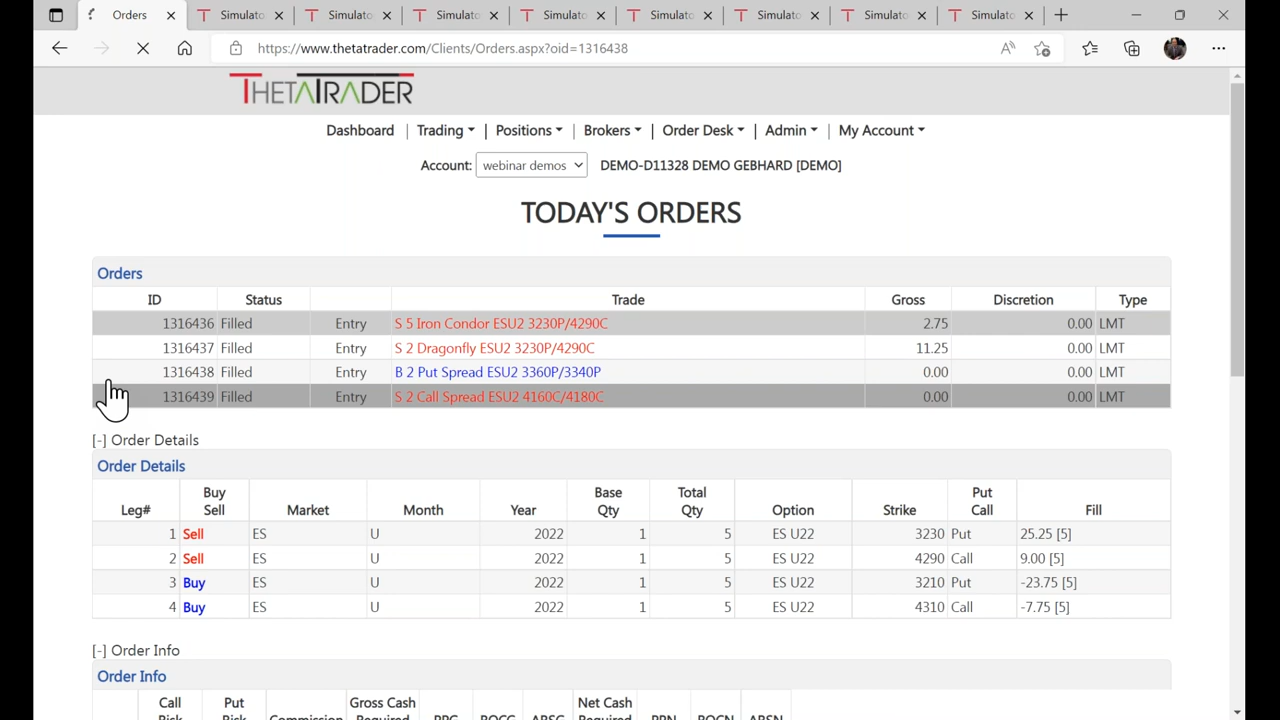 Orders
Simulato
Simulato
Simulato
Simulato
Simulato
Simulato
Simulato
Simulato
https://www.thetatrader.com/Clients/Orders.aspx?oid=1316438
THETATRADER
Dashboard | Trading | Positions | Brokers | Order Desk | Admin | My Account
Account: webinar demos DEMO-D11328 DEMO GEBHARD [DEMO]
TODAY'S ORDERS
Orders
ID Status Trade Gross Discretion Type
1316436 Filled Entry S 5 Iron Condor ESU2 3230P/4290C 2.75 0.00 LMT
1316437 Filled Entry S 2 Dragonfly ESU2 3230P/4290C 11.25 0.00 LMT
1316438 Filled Entry B 2 Put Spread ESU2 3360P/3340P 0.00 0.00 LMT
1316439 Filled Entry S 2 Call Spread ESU2 4160C/4180C 0.00 0.00 LMT
[-] Order Details
Order Details
Leg# Buy Sell Market Month Year Base Qty Total Qty Option Strike Put Call Fill
1 Sell ES U 2022 1 5 ES U22 3230 Put 25.25 [5]
2 Sell ES U 2022 1 5 ES U22 4290 Call 9.00 [5]
3 Buy ES U 2022 1 5 ES U22 3210 Put -23.75 [5]
4 Buy ES U 2022 1 5 ES U22 4310 Call -7.75 [5]
[-] Order Info
Order Info
Call Put Gross Cash Net Cash
Risk Risk Commission Required PPG ROCG ARSG Required PPN ROCN ARSN